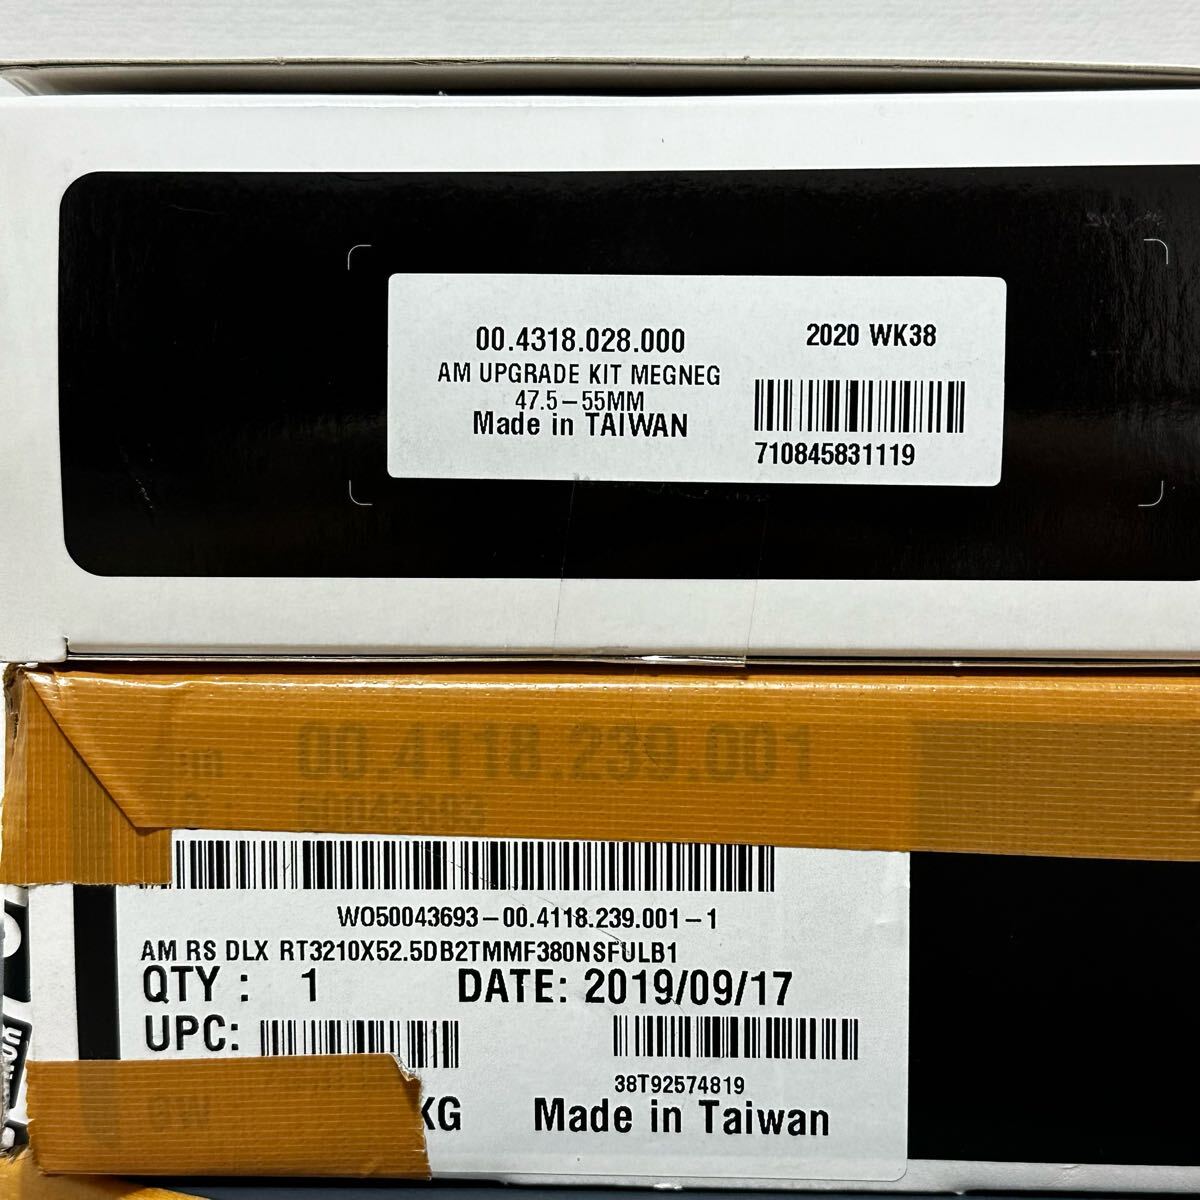 00.4318.028.000
AM UPGRADE KIT MEGNEG
47.5-55MM
Made in TAIWAN
2020 WK38
710845831119
00.4118.239.001
50043693
WO50043693-00.4118.239.001-1
AM RS DLX RT3210X52.5DB2TMMF380NSFULB1
QTY : 1 DATE: 2019/09/17
UPC:
38T92574819
GW KG Made in Taiwan